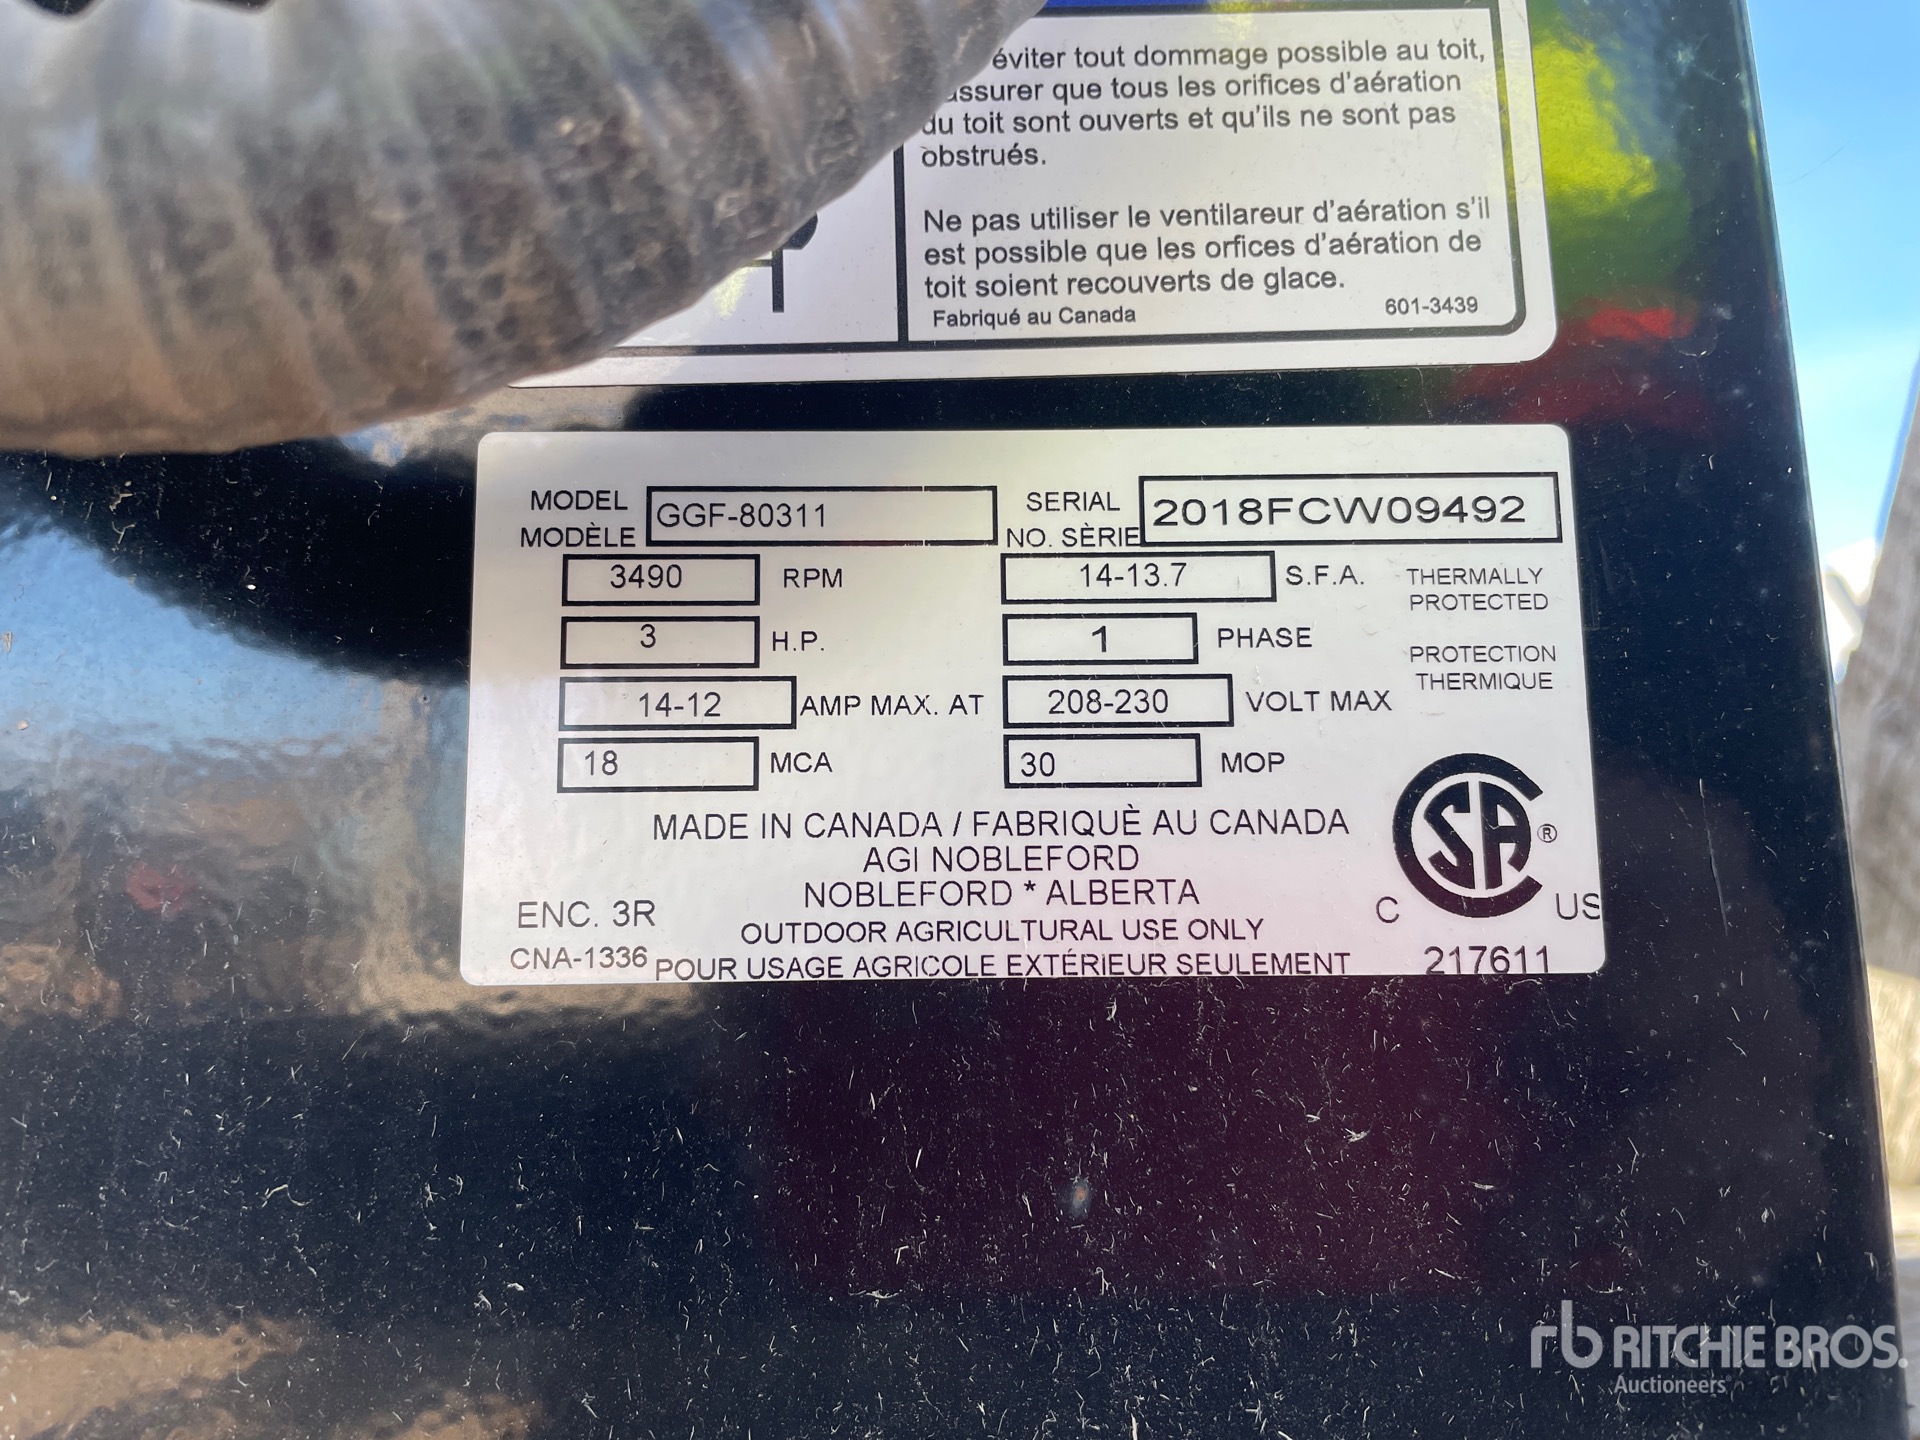 éviter tout dommage possible au toit,
assurer que tous les orifices d'aération
du toit sont ouverts et qu'ils ne sont pas
obstrués.
Ne pas utiliser le ventilareur d'aération s'il
est possible que les orfices d'aération de
toit soient recouverts de glace.
Fabriqué au Canada 601-3439
MODEL GGF-80311 SERIAL 2018FCW09492
MODÈLE NO. SÈRIE
3490 RPM 14-13.7 S.F.A. THERMALLY
PROTECTED
3 H.P. 1 PHASE PROTECTION
THERMIQUE
14-12 AMP MAX. AT 208-230 VOLT MAX
18 MCA 30 MOP
MADE IN CANADA / FABRIQUÈ AU CANADA
AGI NOBLEFORD
NOBLEFORD * ALBERTA
ENC. 3R OUTDOOR AGRICULTURAL USE ONLY
CNA-1336 POUR USAGE AGRICOLE EXTÉRIEUR SEULEMENT
CSA ®
C US
217611
rb RITCHIE BROS.
Auctioneers